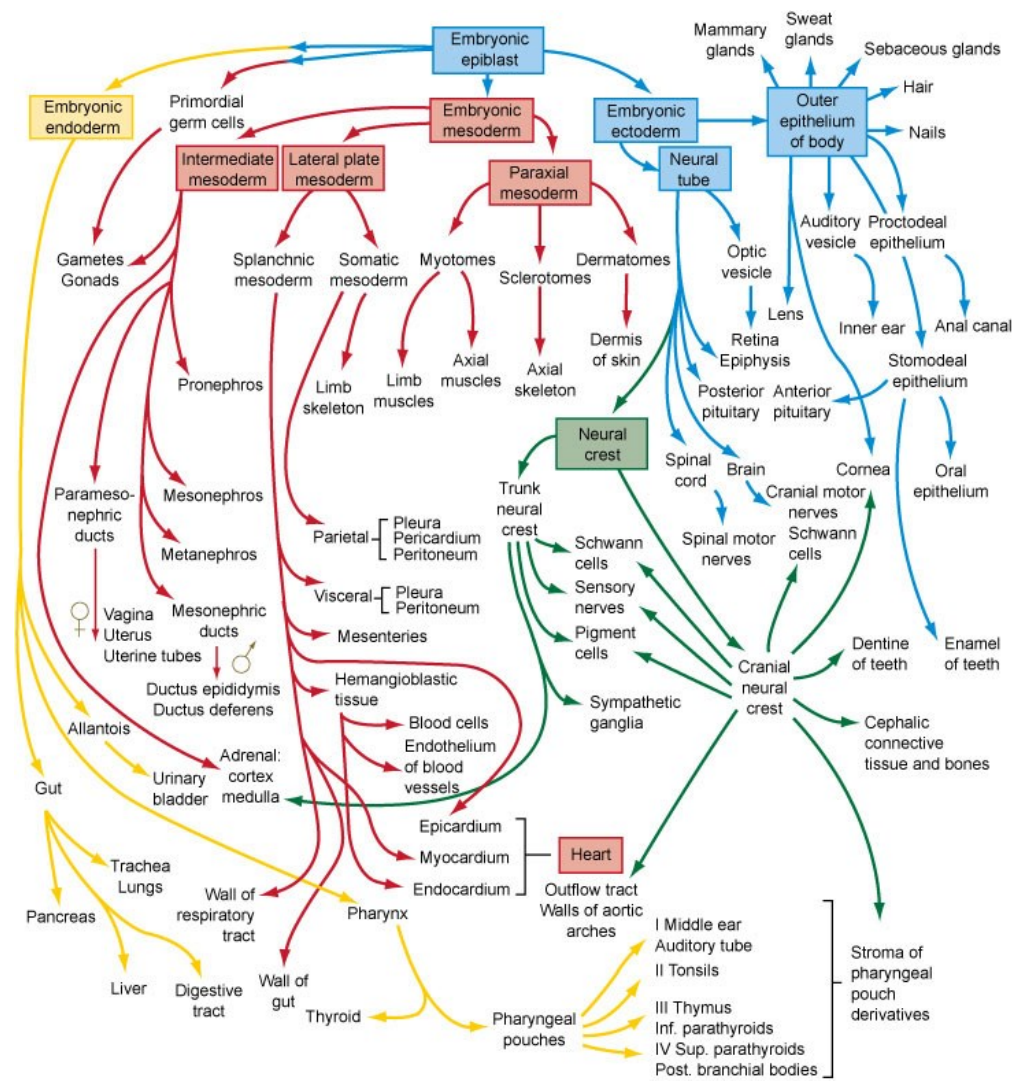 Embryonic
epiblast
Mammary
glands
Sweat
glands
Sebaceous glands
Hair
Nails
Embryonic
endoderm
Primordial
germ cells
Embryonic
mesoderm
Embryonic
ectoderm
Outer
epithelium
of body
Intermediate
mesoderm
Lateral plate
mesoderm
Paraxial
mesoderm
Neural
tube
Gametes
Gonads
Splanchnic
mesoderm
Somatic
mesoderm
Myotomes
Sclerotomes
Dermatomes
Optic
vesicle
Auditory
vesicle
Proctodeal
epithelium
Lens
Inner ear
Anal canal
Pronephros
Limb
skeleton
Limb
muscles
Axial
muscles
Axial
skeleton
Dermis
of skin
Retina
Epiphysis
Posterior
pituitary
Anterior
pituitary
Stomodeal
epithelium
Neural
crest
Parameso-
nephric
ducts
Mesonephros
Metanephros
Trunk
neural
crest
Spinal
cord
Brain
Cornea
Oral
epithelium
Cranial motor
nerves
Schwann
cells
Spinal motor
nerves
Parietal
Pleura
Pericardium
Peritoneum
Visceral
Pleura
Peritoneum
Mesenteries
Schwann
cells
Sensory
nerves
Pigment
cells
♀
Vagina
Uterus
Uterine tubes
Mesonephric
ducts
♂
Ductus epididymis
Ductus deferens
Hemangioblastic
tissue
Sympathetic
ganglia
Cranial
neural
crest
Dentine
of teeth
Enamel
of teeth
Cephalic
connective
tissue and bones
Allantois
Gut
Urinary
bladder
Adrenal:
cortex
medulla
Blood cells
Endothelium
of blood
vessels
Epicardium
Myocardium
Endocardium
Heart
Outflow tract
Walls of aortic
arches
Trachea
Lungs
Pancreas
Liver
Digestive
tract
Wall of
respiratory
tract
Wall of
gut
Pharynx
Thyroid
Pharyngeal
pouches
I Middle ear
Auditory tube
II Tonsils
III Thymus
Inf. parathyroids
IV Sup. parathyroids
Post. branchial bodies
Stroma of
pharyngeal
pouch
derivatives